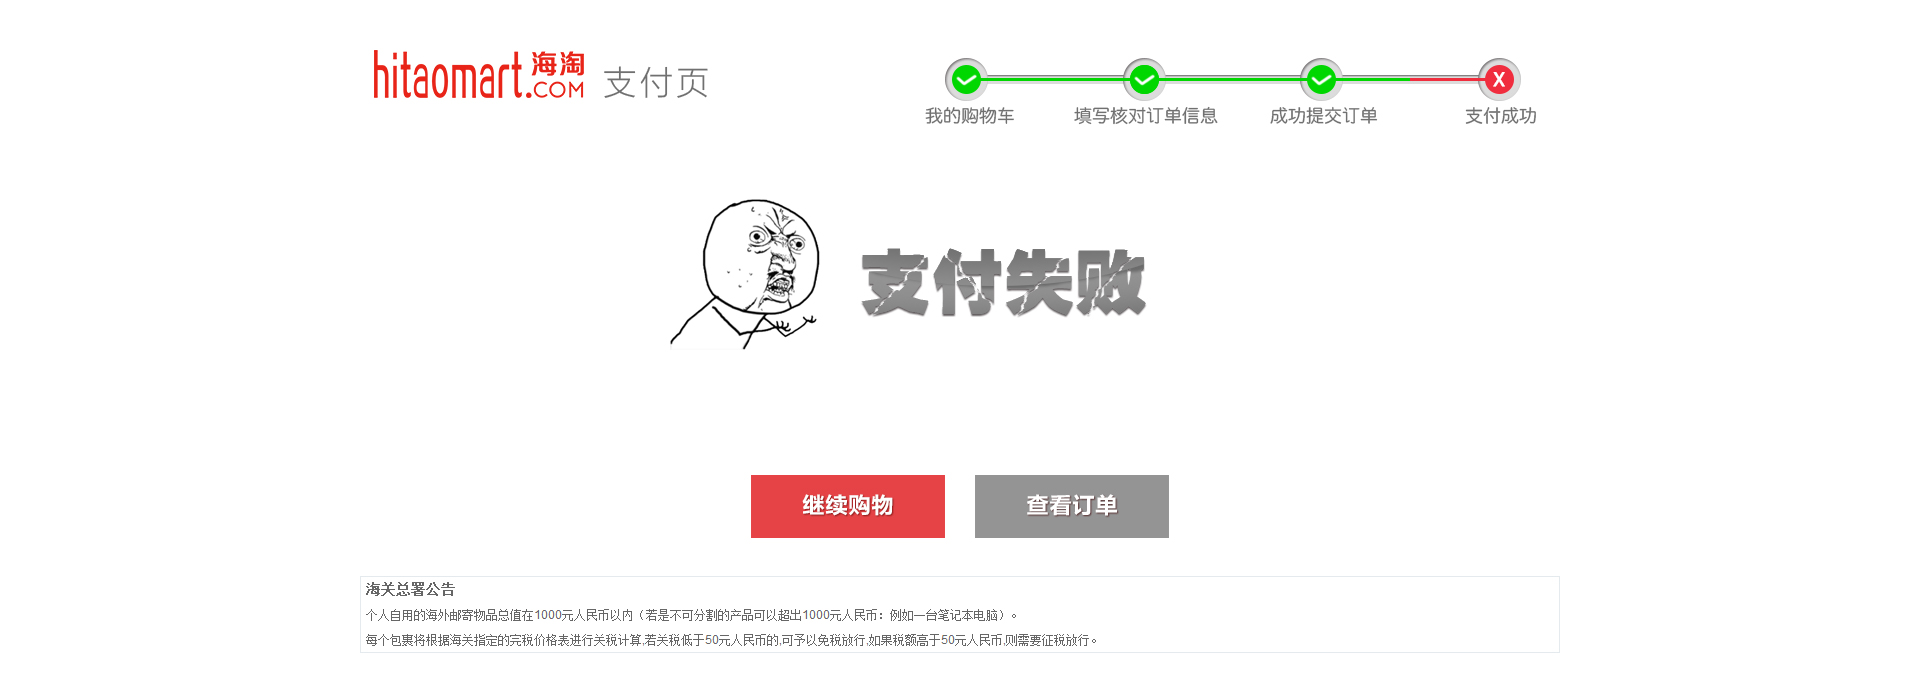 hitaomart.海淘COM 支付页
我的购物车 填写核对订单信息 成功提交订单 支付成功
支付失败
继续购物 查看订单
海关总署公告
个人自用的海外邮寄物品总值在1000元人民币以内（若是不可分割的产品可以超出1000元人民币：例如一台笔记本电脑）。
每个包裹将根据海关指定的完税价格表进行关税计算,若关税低于50元人民币的,可予以免税放行,如果税额高于50元人民币,则需要征税放行。